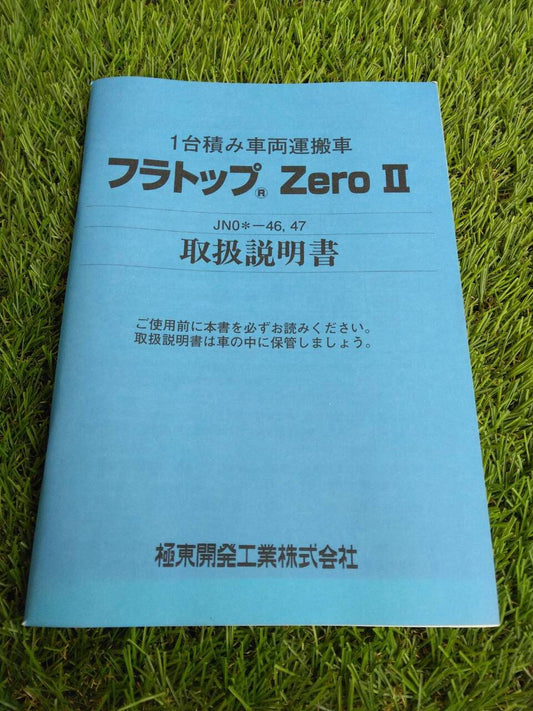 1台積み車両運搬車
フラトップ® Zero II
JN0*－46, 47
取扱説明書
ご使用前に本書を必ずお読みください。
取扱説明書は車の中に保管しましょう。
極東開発工業株式会社